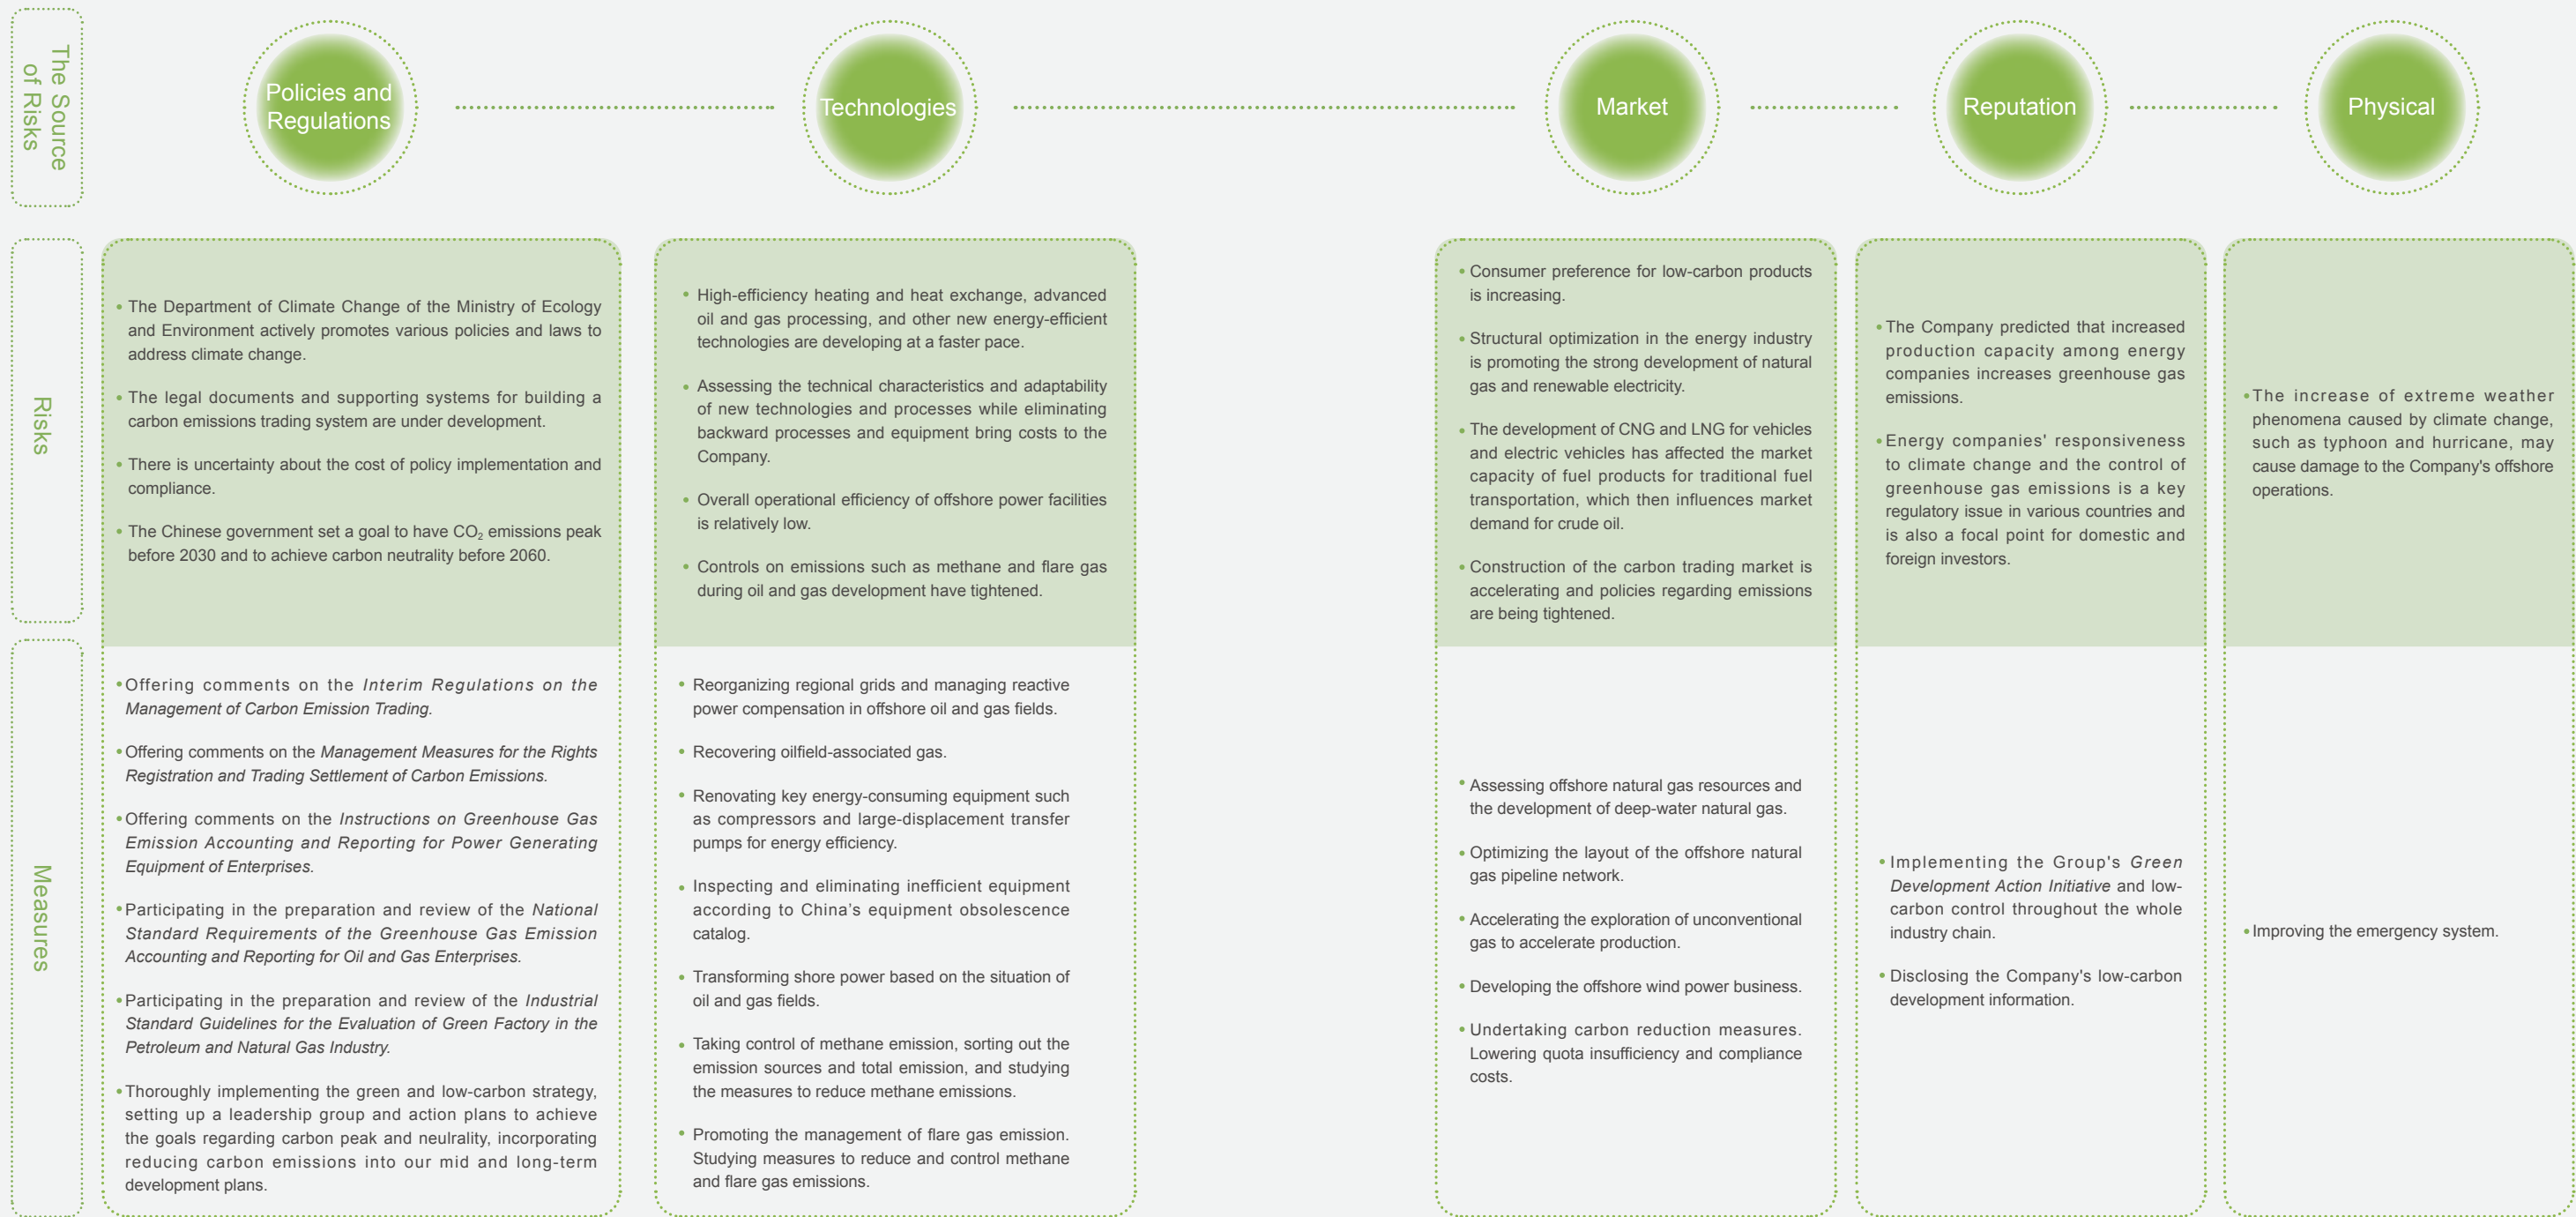 The Source
of Risks
Policies and
Regulations
Technologies
Market
Reputation
Physical
Risks
• The Department of Climate Change of the Ministry of Ecology
and Environment actively promotes various policies and laws to
address climate change.
• The legal documents and supporting systems for building a
carbon emissions trading system are under development.
• There is uncertainty about the cost of policy implementation and
compliance.
• The Chinese government set a goal to have CO₂ emissions peak
before 2030 and to achieve carbon neutrality before 2060.
• High-efficiency heating and heat exchange, advanced
oil and gas processing, and other new energy-efficient
technologies are developing at a faster pace.
• Assessing the technical characteristics and adaptability
of new technologies and processes while eliminating
backward processes and equipment bring costs to the
Company.
• Overall operational efficiency of offshore power facilities
is relatively low.
• Controls on emissions such as methane and flare gas
during oil and gas development have tightened.
• Consumer preference for low-carbon products
is increasing.
• Structural optimization in the energy industry
is promoting the strong development of natural
gas and renewable electricity.
• The development of CNG and LNG for vehicles
and electric vehicles has affected the market
capacity of fuel products for traditional fuel
transportation, which then influences market
demand for crude oil.
• Construction of the carbon trading market is
accelerating and policies regarding emissions
are being tightened.
• The Company predicted that increased
production capacity among energy
companies increases greenhouse gas
emissions.
• Energy companies' responsiveness
to climate change and the control of
greenhouse gas emissions is a key
regulatory issue in various countries and
is also a focal point for domestic and
foreign investors.
• The increase of extreme weather
phenomena caused by climate change,
such as typhoon and hurricane, may
cause damage to the Company's offshore
operations.
Measures
• Offering comments on the Interim Regulations on the
Management of Carbon Emission Trading.
• Offering comments on the Management Measures for the Rights
Registration and Trading Settlement of Carbon Emissions.
• Offering comments on the Instructions on Greenhouse Gas
Emission Accounting and Reporting for Power Generating
Equipment of Enterprises.
• Participating in the preparation and review of the National
Standard Requirements of the Greenhouse Gas Emission
Accounting and Reporting for Oil and Gas Enterprises.
• Participating in the preparation and review of the Industrial
Standard Guidelines for the Evaluation of Green Factory in the
Petroleum and Natural Gas Industry.
• Thoroughly implementing the green and low-carbon strategy,
setting up a leadership group and action plans to achieve
the goals regarding carbon peak and neulrality, incorporating
reducing carbon emissions into our mid and long-term
development plans.
• Reorganizing regional grids and managing reactive
power compensation in offshore oil and gas fields.
• Recovering oilfield-associated gas.
• Renovating key energy-consuming equipment such
as compressors and large-displacement transfer
pumps for energy efficiency.
• Inspecting and eliminating inefficient equipment
according to China's equipment obsolescence
catalog.
• Transforming shore power based on the situation of
oil and gas fields.
• Taking control of methane emission, sorting out the
emission sources and total emission, and studying
the measures to reduce methane emissions.
• Promoting the management of flare gas emission.
Studying measures to reduce and control methane
and flare gas emissions.
• Assessing offshore natural gas resources and
the development of deep-water natural gas.
• Optimizing the layout of the offshore natural
gas pipeline network.
• Accelerating the exploration of unconventional
gas to accelerate production.
• Developing the offshore wind power business.
• Undertaking carbon reduction measures.
Lowering quota insufficiency and compliance
costs.
• Implementing the Group's Green
Development Action Initiative and low-
carbon control throughout the whole
industry chain.
• Disclosing the Company's low-carbon
development information.
• Improving the emergency system.